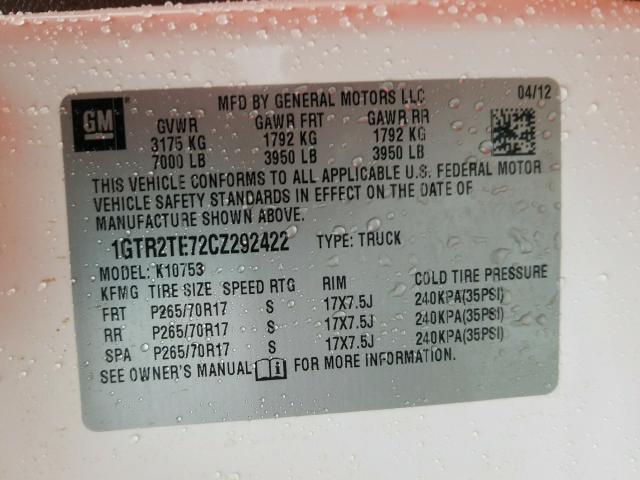 GM
MFD BY GENERAL MOTORS LLC 04/12
GVWR GAWR FRT GAWR RR
3175 KG 1792 KG 1792 KG
7000 LB 3950 LB 3950 LB
THIS VEHICLE CONFORMS TO ALL APPLICABLE U.S. FEDERAL MOTOR
VEHICLE SAFETY STANDARDS IN EFFECT ON THE DATE OF
MANUFACTURE SHOWN ABOVE.
1GTR2TE72CZ292422 TYPE: TRUCK
MODEL: K10753
KFMG TIRE SIZE SPEED RTG RIM COLD TIRE PRESSURE
FRT P265/70R17 S 17X7.5J 240KPA(35PSI)
RR P265/70R17 S 17X7.5J 240KPA(35PSI)
SPA P265/70R17 S 17X7.5J 240KPA(35PSI)
SEE OWNER'S MANUAL i FOR MORE INFORMATION.